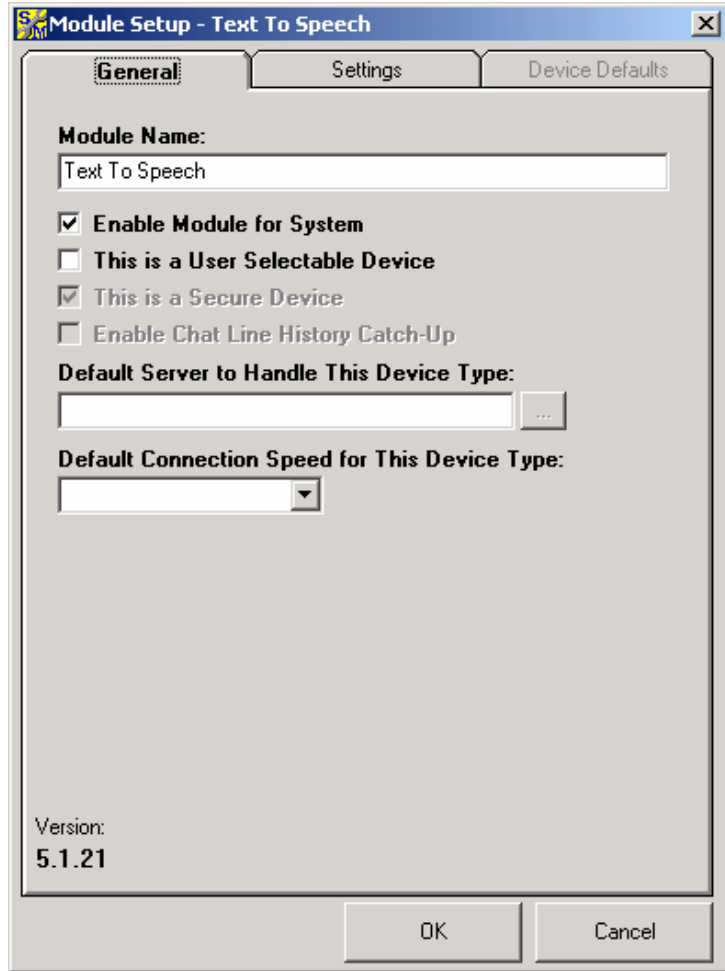 Module Setup - Text To Speech
General Settings Device Defaults
Module Name:
Text To Speech
Enable Module for System
This is a User Selectable Device
This is a Secure Device
Enable Chat Line History Catch-Up
Default Server to Handle This Device Type:
...
Default Connection Speed for This Device Type:
Version:
5.1.21
OK Cancel